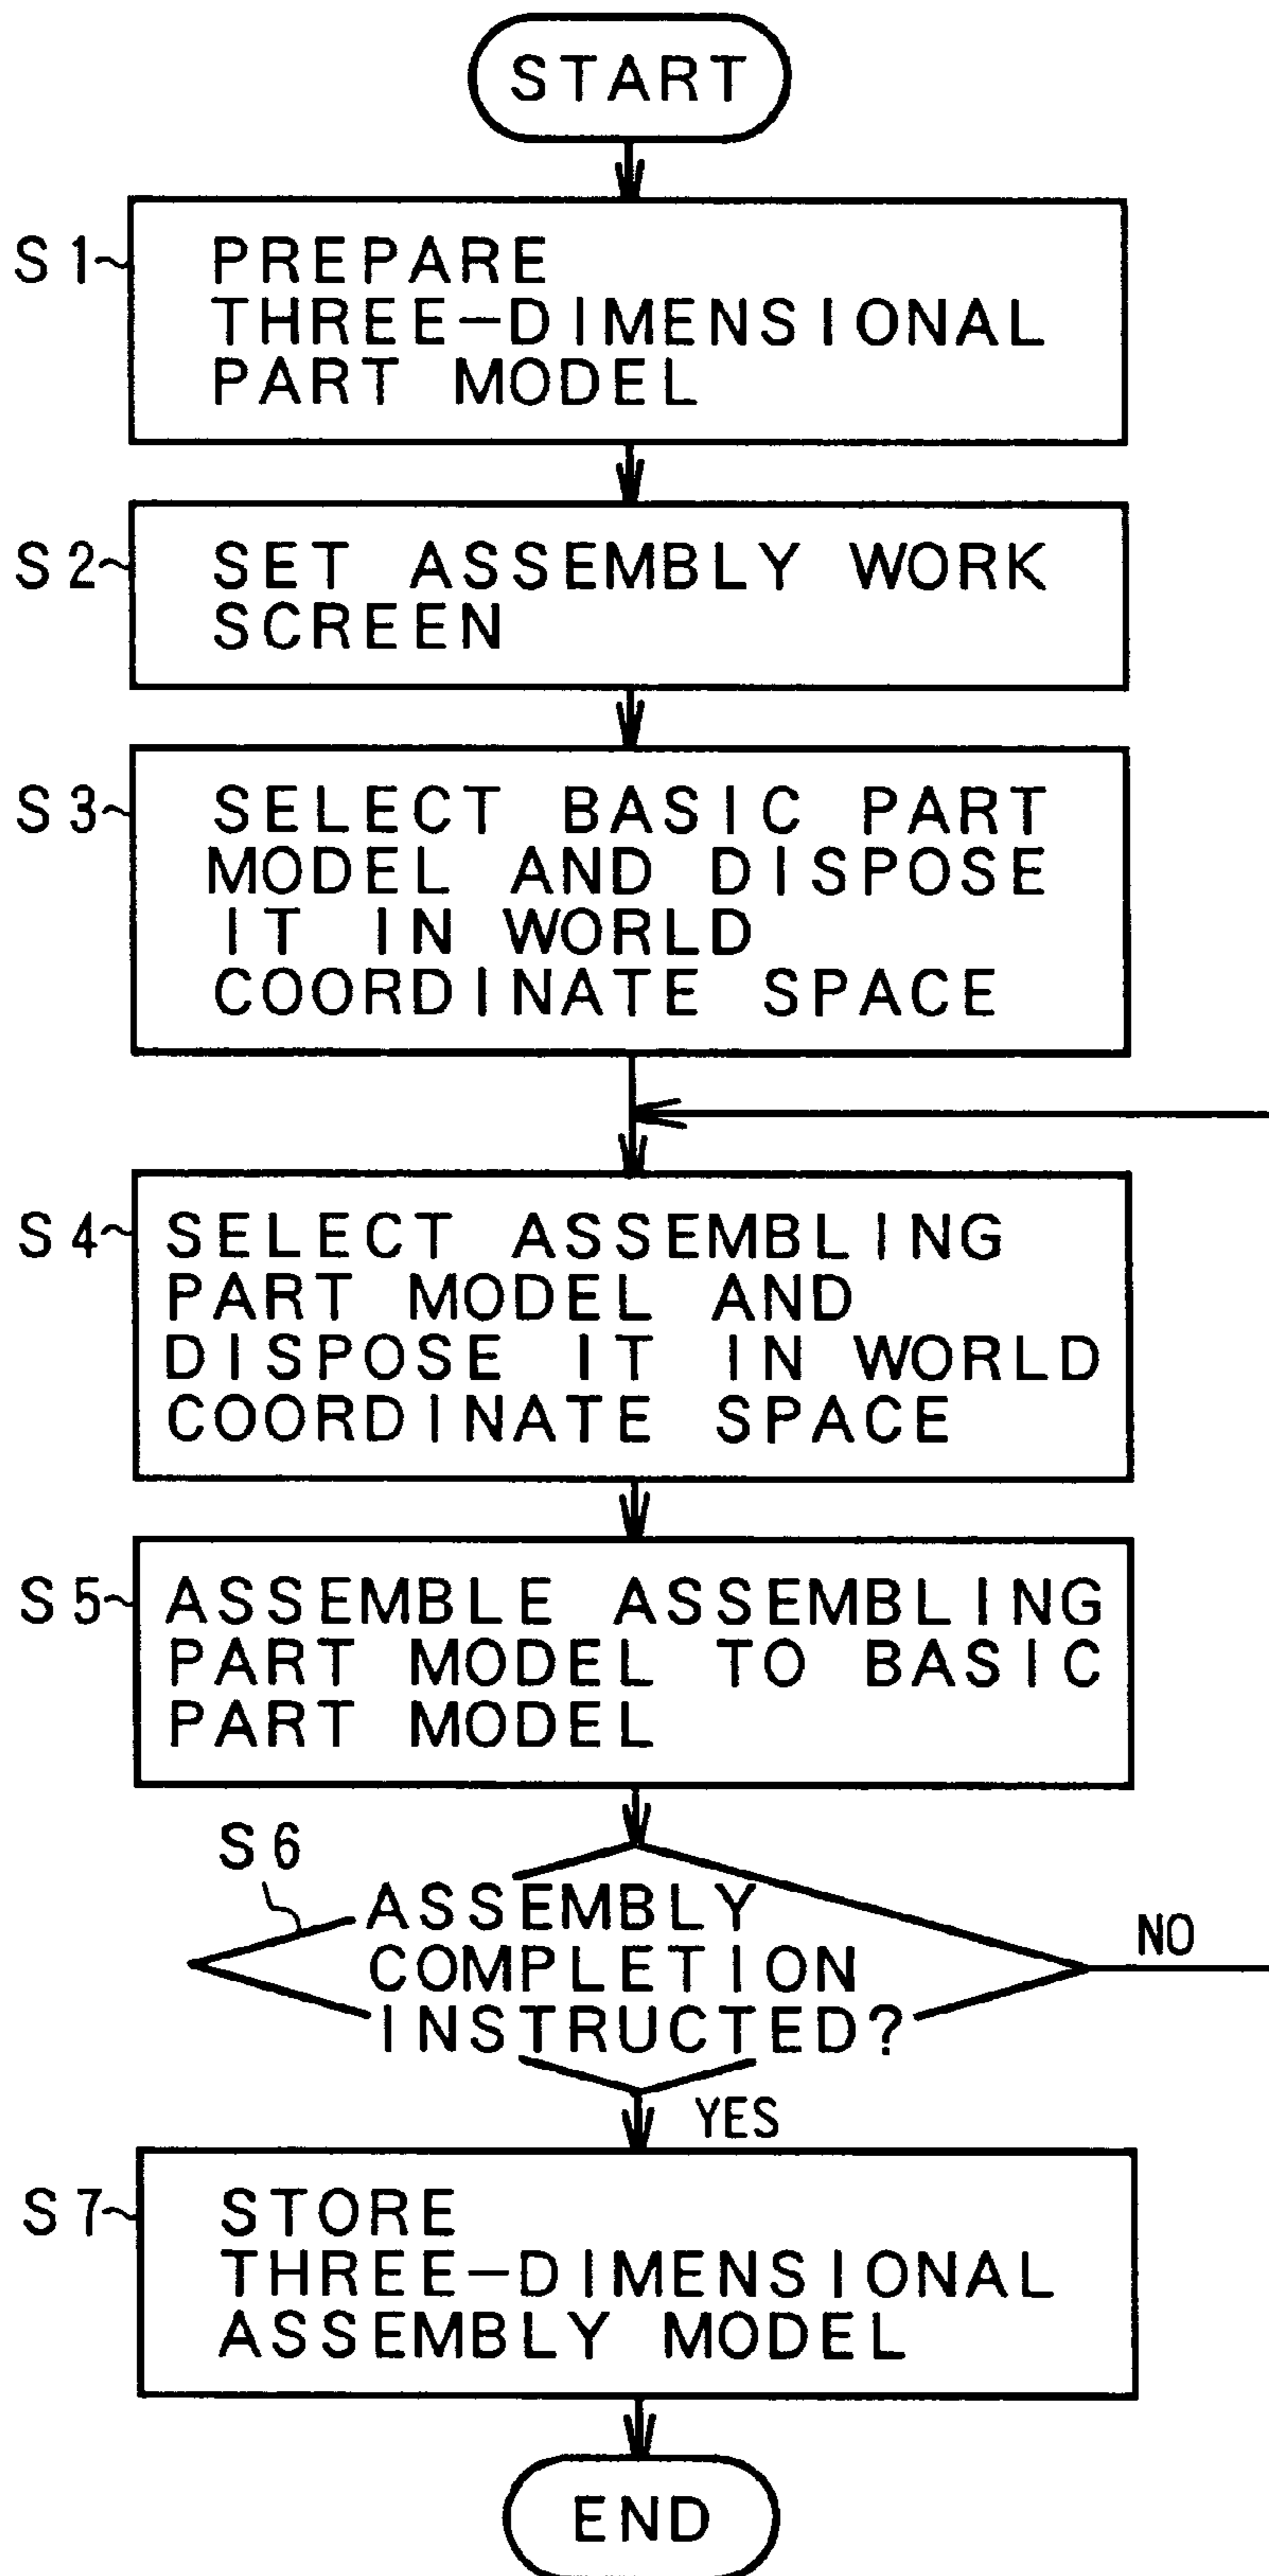 START
S1
PREPARE
THREE-DIMENSIONAL
PART MODEL
S2
SET ASSEMBLY WORK
SCREEN
S3
SELECT BASIC PART
MODEL AND DISPOSE
IT IN WORLD
COORDINATE SPACE
S4
SELECT ASSEMBLING
PART MODEL AND
DISPOSE IT IN WORLD
COORDINATE SPACE
S5
ASSEMBLE ASSEMBLING
PART MODEL TO BASIC
PART MODEL
S6
ASSEMBLY
COMPLETION
INSTRUCTED?
NO
YES
S7
STORE
THREE-DIMENSIONAL
ASSEMBLY MODEL
END